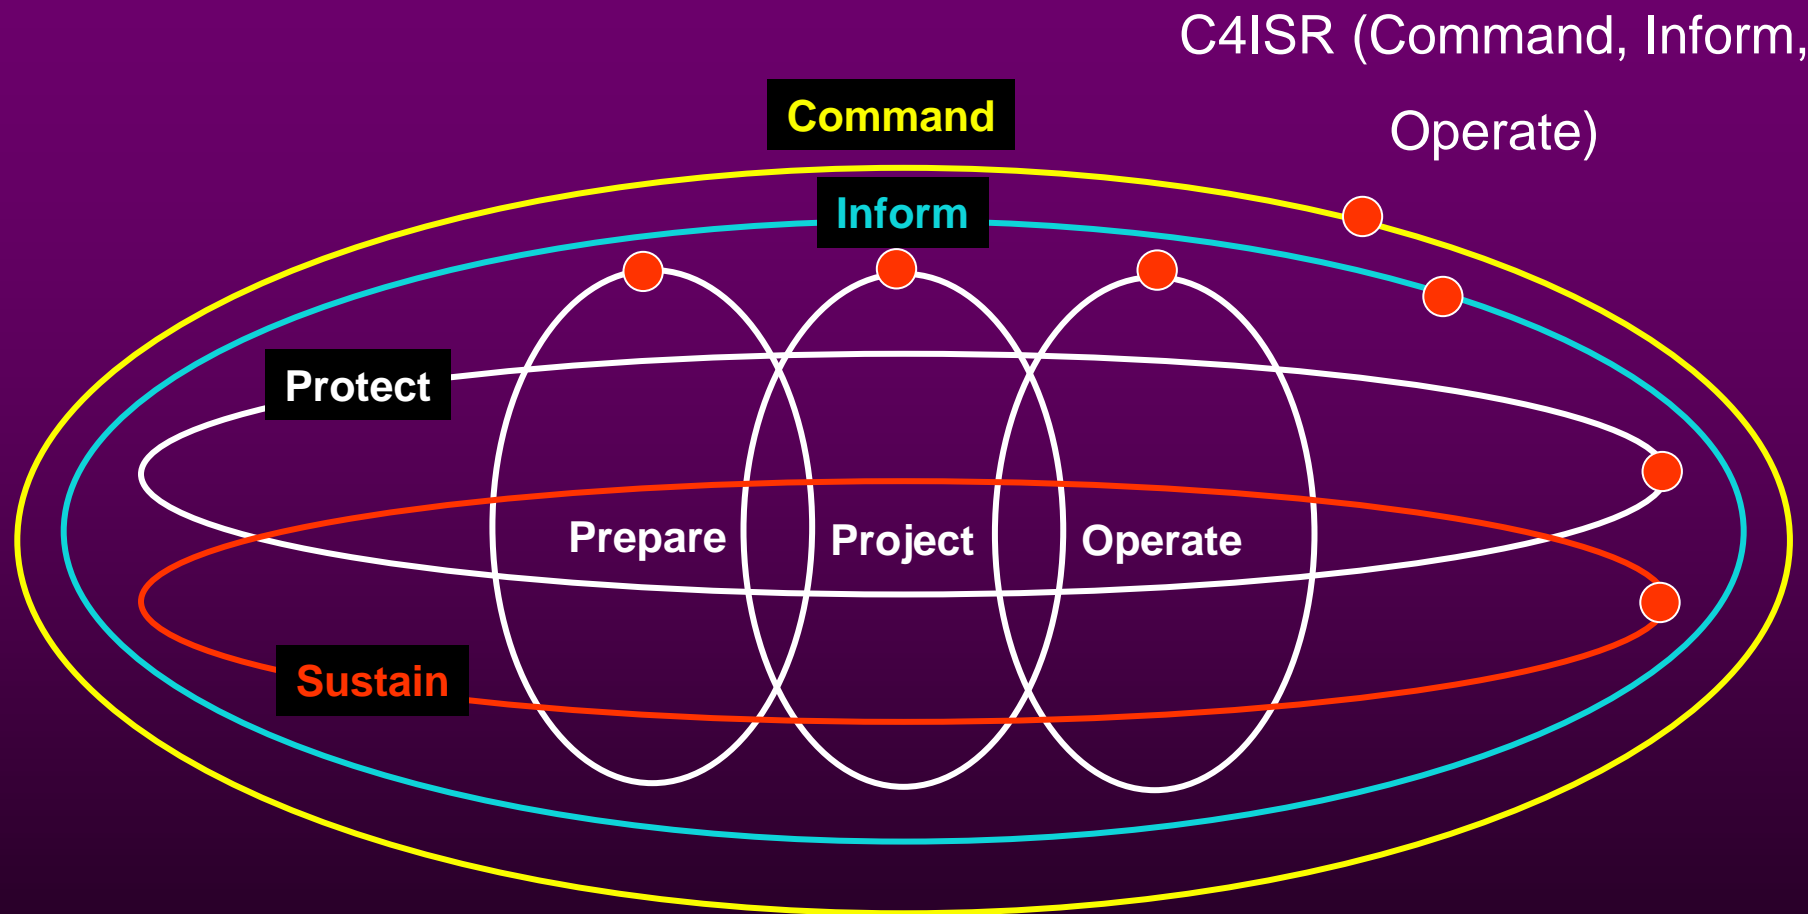 C4ISR (Command, Inform,
Operate)
Command
Inform
Protect
Prepare Project Operate
Sustain